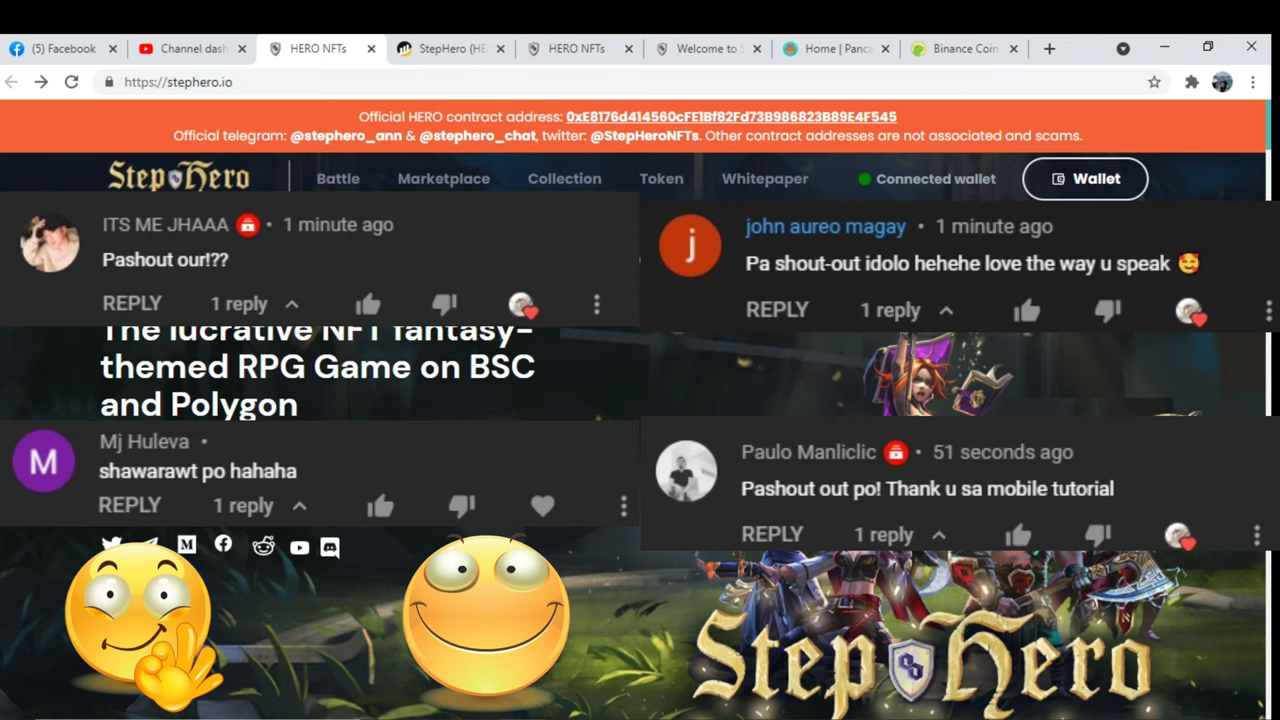 (5) Facebook
Channel dash
HERO NFTs
StepHero (HE
HERO NFTs
Welcome to S
Home | Panca
Binance Coin
https://stephero.io
Official HERO contract address: 0xE8176d414560cFE1Bf82Fd73B986823B89E4F545
Official telegram: @stephero_ann & @stephero_chat, twitter: @StepHeroNFTs. Other contract addresses are not associated and scams.
StepHero
Battle
Marketplace
Collection
Token
Whitepaper
Connected wallet
Wallet
ITS ME JHAAA • 1 minute ago
Pashout our!??
REPLY 1 reply
j
john aureo magay • 1 minute ago
Pa shout-out idolo hehehe love the way u speak 🥰
REPLY 1 reply
The lucrative NFT fantasy-
themed RPG Game on BSC
and Polygon
M
Mj Huleva •
shawarawt po hahaha
REPLY 1 reply
Paulo Manliclic • 51 seconds ago
Pashout out po! Thank u sa mobile tutorial
REPLY 1 reply
StepHero